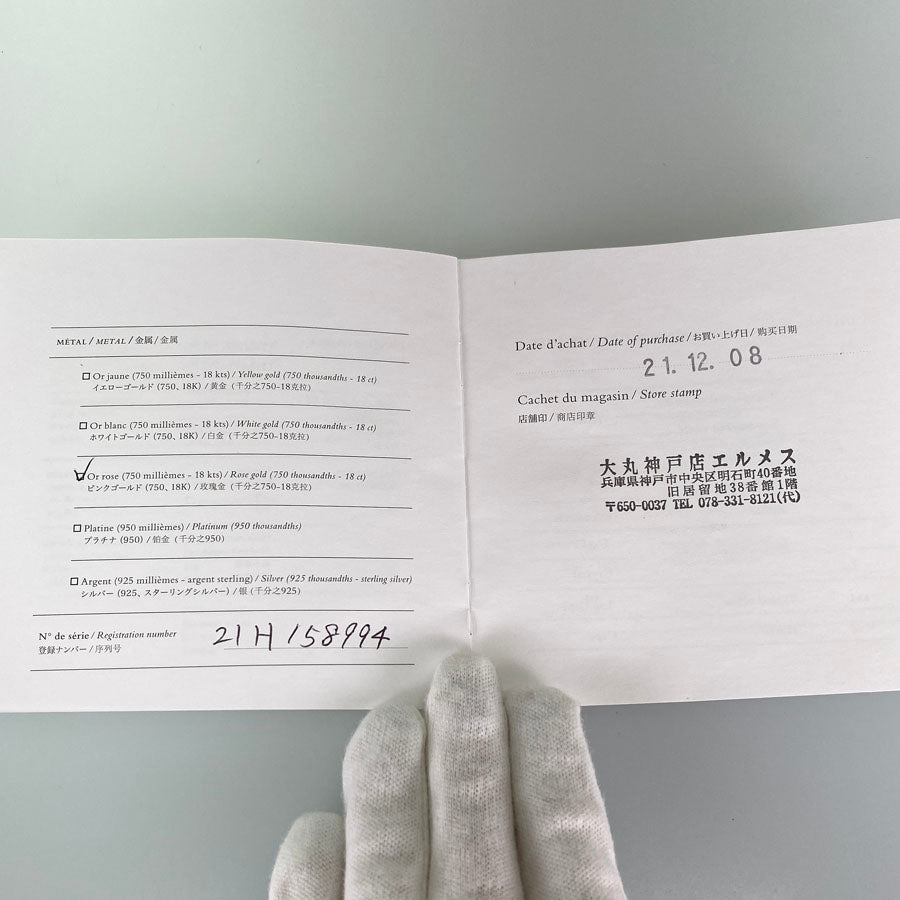 MÉTAL / METAL / 金属 / 金属
Or jaune (750 millièmes - 18 kts) / Yellow gold (750 thousandths - 18 ct)
イエローゴールド (750、18K) / 黄金 (千分之750-18克拉)
Or blanc (750 millièmes - 18 kts) / White gold (750 thousandths - 18 ct)
ホワイトゴールド (750、18K) / 白金 (千分之750-18克拉)
Or rose (750 millièmes - 18 kts) / Rose gold (750 thousandths - 18 ct)
ピンクゴールド (750、18K) / 玫瑰金 (千分之750-18克拉)
Platine (950 millièmes) / Platinum (950 thousandths)
プラチナ (950) / 铂金 (千分之950)
Argent (925 millièmes - argent sterling) / Silver (925 thousandths - sterling silver)
シルバー (925、スターリングシルバー) / 银 (千分之925)
N° de série / Registration number
登録ナンバー / 序列号
21H 158994
Date d'achat / Date of purchase / お買い上げ日 / 购买日期
21.12.08
Cachet du magasin / Store stamp
店舗印 / 商店印章
大丸神戸店エルメス
兵庫県神戸市中央区明石町40番地
旧居留地38番館1階
〒650-0037 TEL 078-331-8121(代)